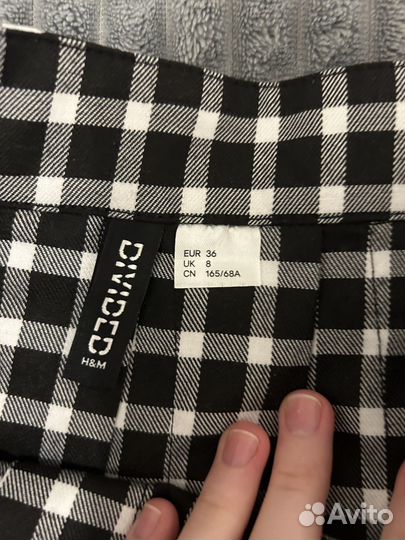 DIVIDED
H&M
EUR 36
UK 8
CN 165/68A
Avito